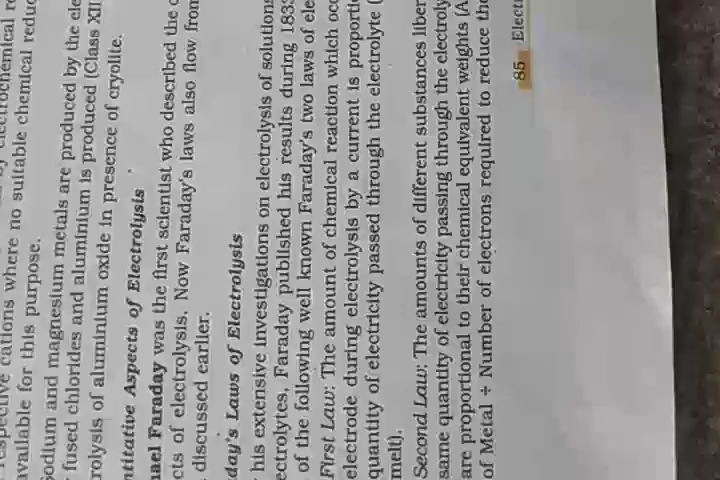 cations where no suitable chemical reduc
available for this purpose.
Sodium and magnesium metals are produced by the ele
fused chlorides and aluminium is produced (Class XII
rolysis of aluminium oxide in presence of cryolite.
ntitative Aspects of Electrolysis
hael Faraday was the first scientist who described the
cts of electrolysis. Now Faraday's laws also flow from
discussed earlier.
day's Laws of Electrolysis
his extensive investigations on electrolysis of solutions
ectrolytes, Faraday published his results during 183
of the following well known Faraday's two laws of ele
First Law: The amount of chemical reaction which occ
electrode during electrolysis by a current is proporti
quantity of electricity passed through the electrolyte (
melt).
Second Law: The amounts of different substances liber
same quantity of electricity passing through the electroly
are proportional to their chemical equivalent weights (A
of Metal ÷ Number of electrons required to reduce the
85 Electr